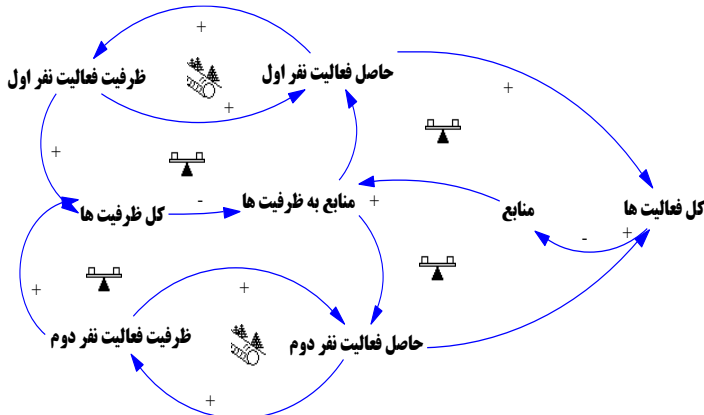 +
ظرفیت فعالیت نفر اول
حاصل فعالیت نفر اول
+
+
+
کل ظرفیت ها
-
منابع به ظرفیت ها
+
منابع
-
+
کل فعالیت ها
+
+
ظرفیت فعالیت نفر دوم
حاصل فعالیت نفر دوم
+